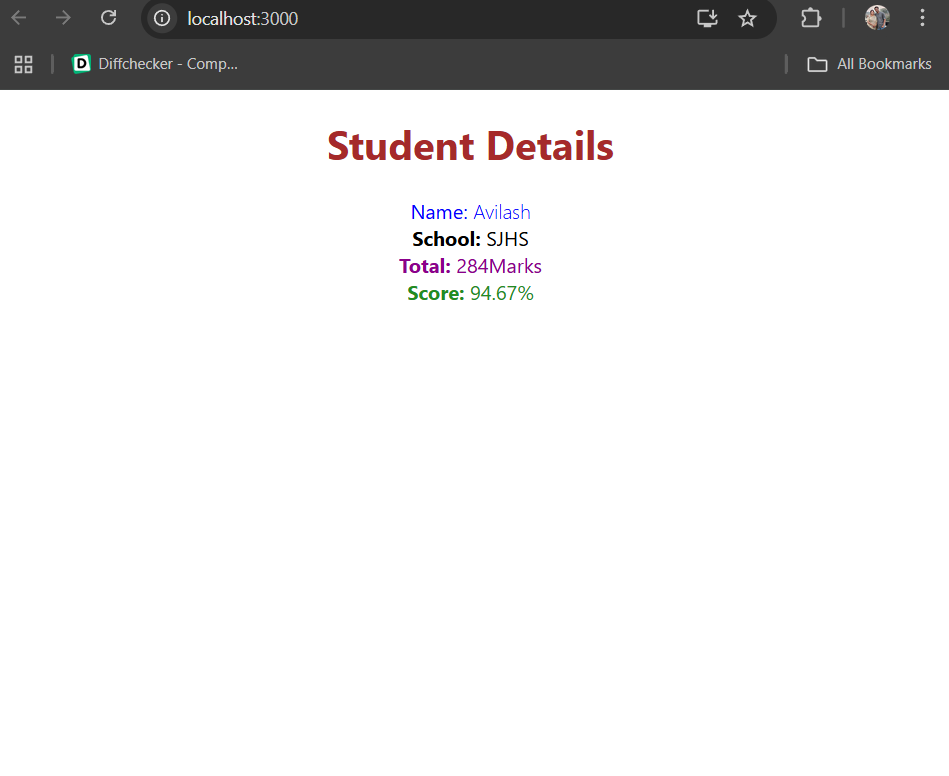 localhost:3000
Diffchecker - Comp...
All Bookmarks
Student Details
Name: Avilash
School: SJHS
Total: 284Marks
Score: 94.67%